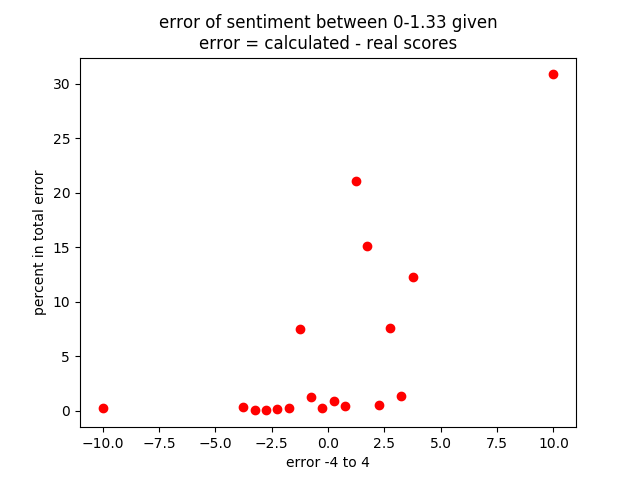 error of sentiment between 0-1.33 given
error = calculated - real scores
30
25
20
15
10
5
0
percent in total error
−10.0 −7.5 −5.0 −2.5 0.0 2.5 5.0 7.5 10.0
error -4 to 4